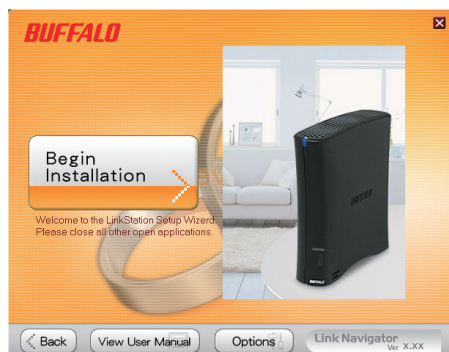 BUFFALO
Begin
Installation
Welcome to the LinkStation Setup Wizerd.
Please close all other open applications.
BUFFALO
BUFFALO
Back
View User Manual
Options
Link Navigator
Ver X.XX